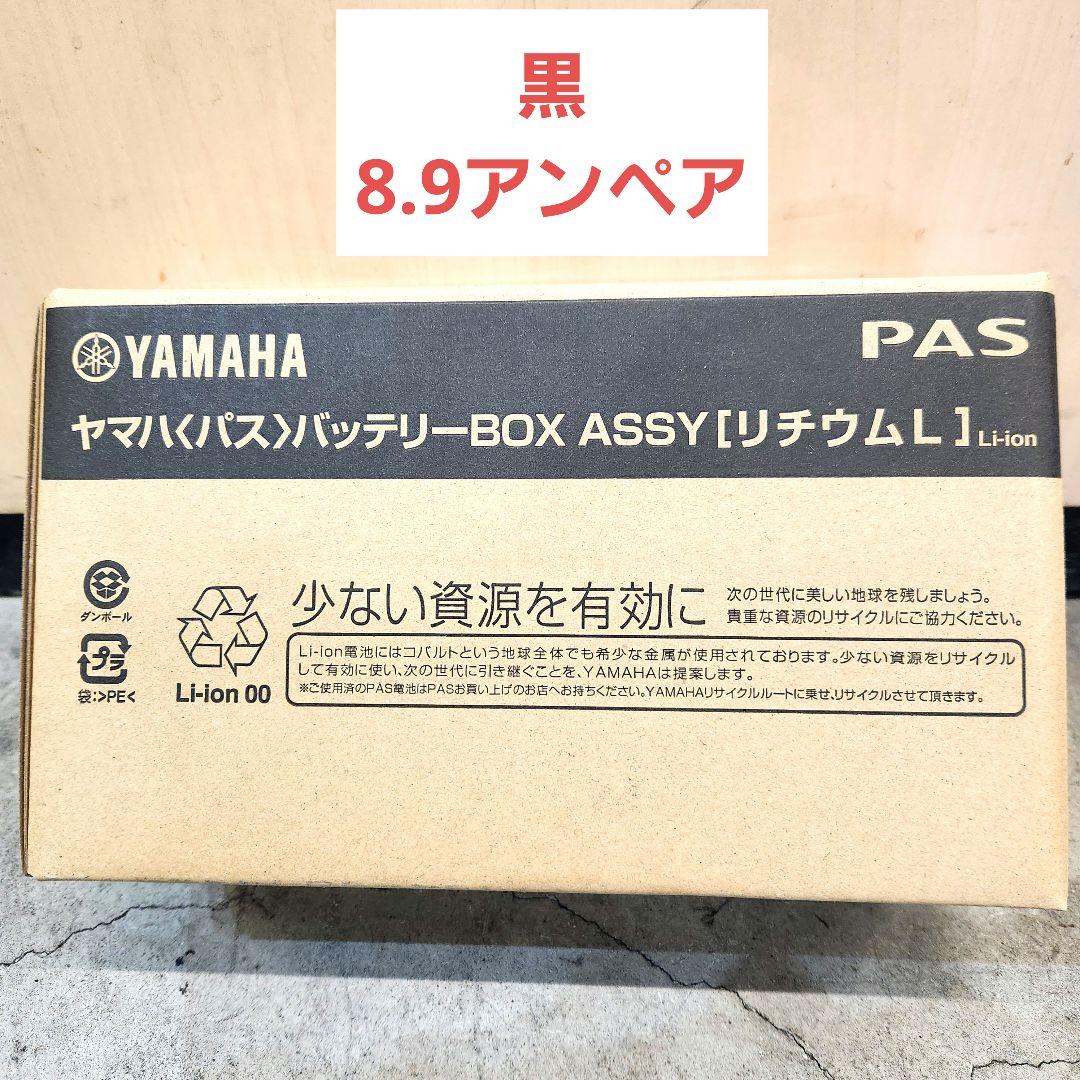 黒
8.9アンペア
YAMAHA
PAS
ヤマハ〈パス〉バッテリーBOX ASSY[リチウムL] Li-ion
ダンボール
プラ
袋:>PE<
Li-ion 00
少ない資源を有効に
次の世代に美しい地球を残しましょう。
貴重な資源のリサイクルにご協力ください。
Li-ion電池にはコバルトという地球全体でも希少な金属が使用されております。少ない資源をリサイクル
して有効に使い、次の世代に引き継ぐことを、YAMAHAは提案します。
※ご使用済のPAS電池はPASお買い上げのお店へお持ちください。YAMAHAリサイクルルートに乗せ、リサイクルさせて頂きます。